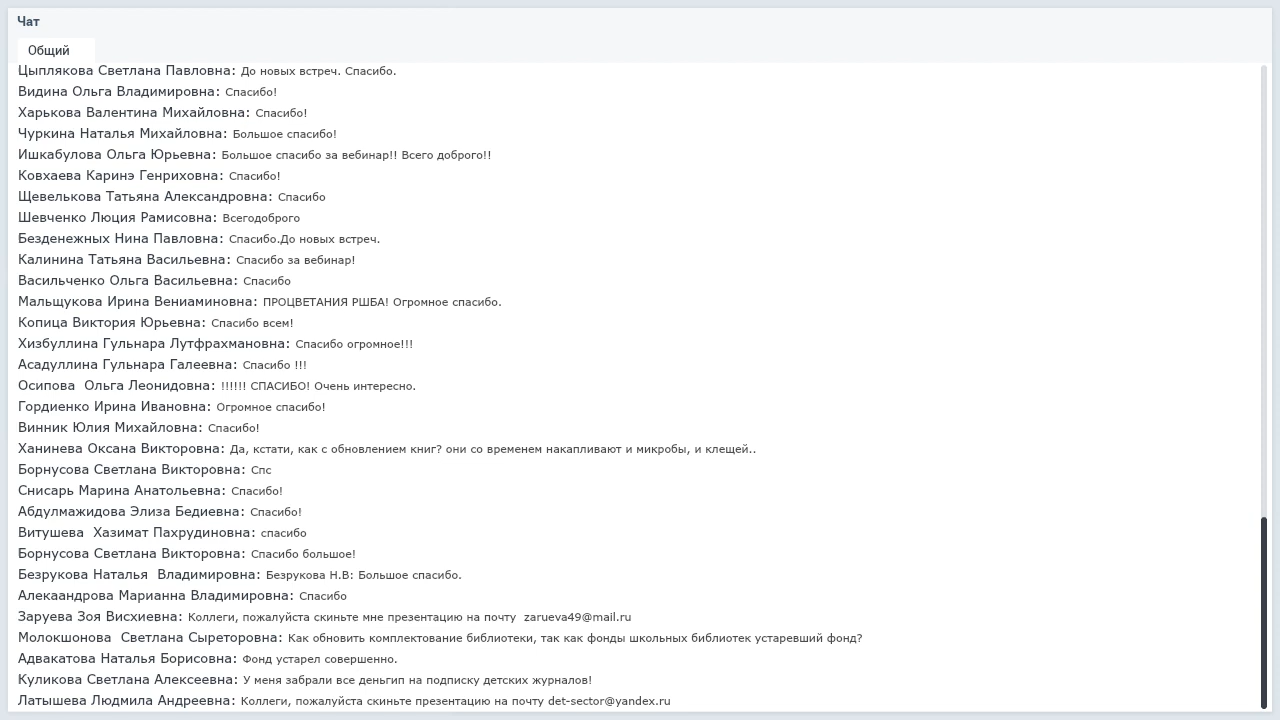 Чат
Общий
Цыплякова Светлана Павловна: До новых встреч. Спасибо.
Видина Ольга Владимировна: Спасибо!
Харькова Валентина Михайловна: Спасибо!
Чуркина Наталья Михайловна: Большое спасибо!
Ишкабулова Ольга Юрьевна: Большое спасибо за вебинар!! Всего доброго!!
Ковхаева Каринэ Генриховна: Спасибо!
Щевелькова Татьяна Александровна: Спасибо
Шевченко Люция Рамисовна: Всегодоброго
Безденежных Нина Павловна: Спасибо.До новых встреч.
Калинина Татьяна Васильевна: Спасибо за вебинар!
Васильченко Ольга Васильевна: Спасибо
Мальщукова Ирина Вениаминовна: ПРОЦВЕТАНИЯ РШБА! Огромное спасибо.
Копица Виктория Юрьевна: Спасибо всем!
Хизбуллина Гульнара Лутфрахмановна: Спасибо огромное!!!
Асадуллина Гульнара Галеевна: Спасибо !!!
Осипова  Ольга Леонидовна: !!!!!! СПАСИБО! Очень интересно.
Гордиенко Ирина Ивановна: Огромное спасибо!
Винник Юлия Михайловна: Спасибо!
Ханинева Оксана Викторовна: Да, кстати, как с обновлением книг? они со временем накапливают и микробы, и клещей..
Борнусова Светлана Викторовна: Спс
Снисарь Марина Анатольевна: Спасибо!
Абдулмажидова Элиза Бедиевна: Спасибо!
Витушева  Хазимат Пахрудиновна: спасибо
Борнусова Светлана Викторовна: Спасибо большое!
Безрукова Наталья  Владимировна: Безрукова Н.В: Большое спасибо.
Алекаандрова Марианна Владимировна: Спасибо
Заруева Зоя Висхиевна: Коллеги, пожалуйста скиньте мне презентацию на почту  zarueva49@mail.ru
Молокшонова  Светлана Сыреторовна: Как обновить комплектование библиотеки, так как фонды школьных библиотек устаревший фонд?
Адвакатова Наталья Борисовна: Фонд устарел совершенно.
Куликова Светлана Алексеевна: У меня забрали все деньгип на подписку детских журналов!
Латышева Людмила Андреевна: Коллеги, пожалуйста скиньте презентацию на почту det-sector@yandex.ru